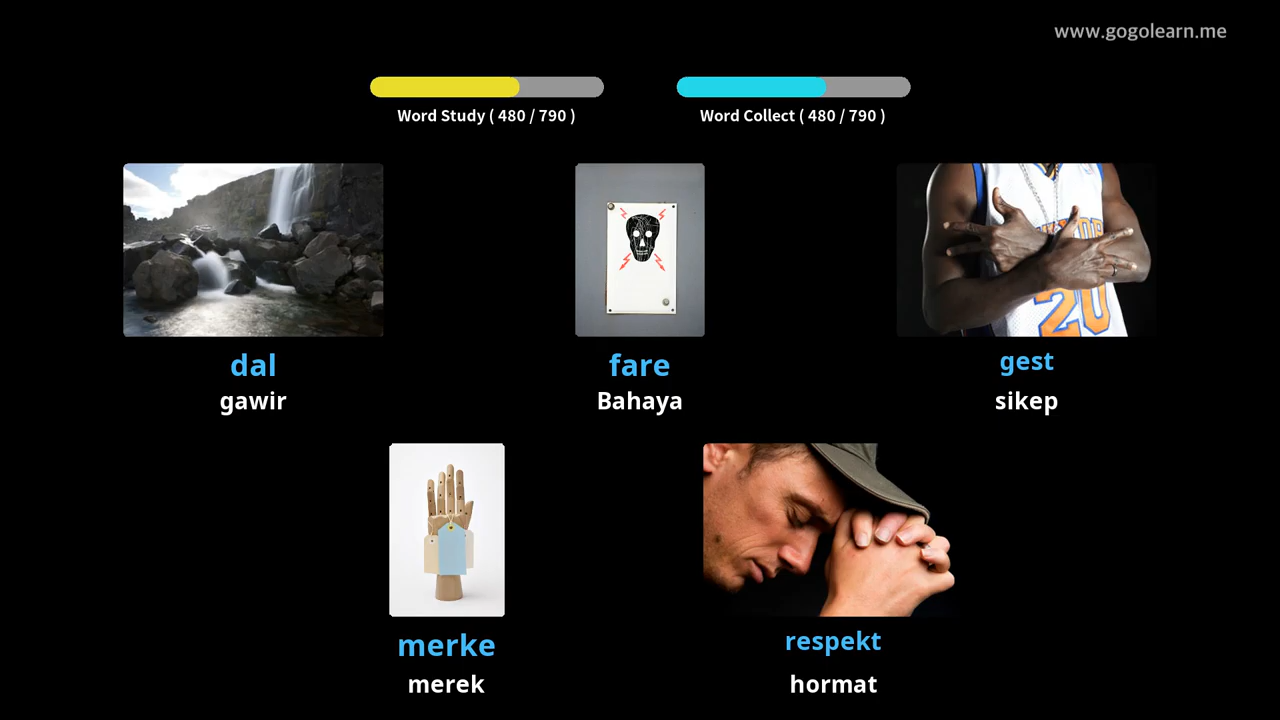 www.gogolearn.me
Word Study ( 480 / 790 )
Word Collect ( 480 / 790 )
dal
gawir
fare
Bahaya
gest
sikep
20
merke
merek
respekt
hormat